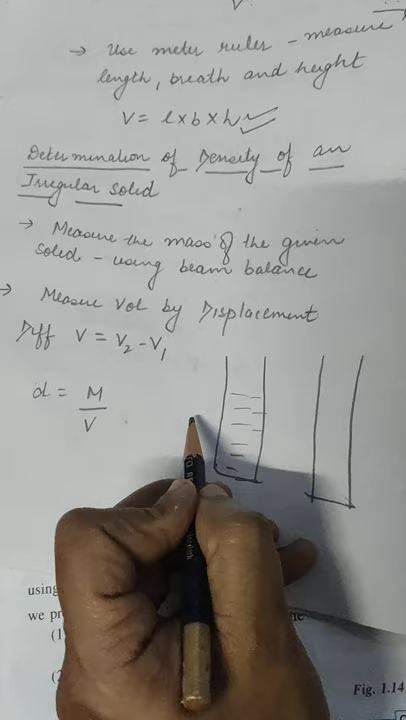 → Use meter ruler - measure
length, breath and height
V = l×b×h
Determination of Density of an
Irregular solid
→ Measure the mass of the given
solid - using beam balance
→ Measure Vol by Displacement
Diff V = V₂ - V₁
d = M
V
using
we pr
(1
(2
Fig. 1.14